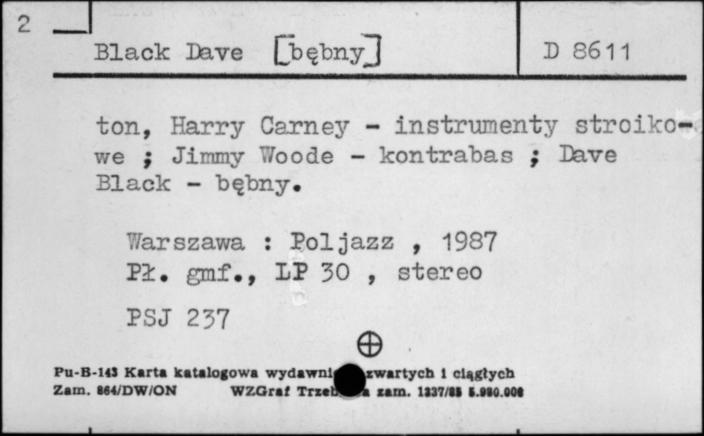 2
Black Dave [bębny] D 8611
ton, Harry Carney - instrumenty stroiko-
we ; Jimmy Woode - kontrabas ; Dave
Black - bębny.
Warszawa : Poljazz , 1987
Pł. gmf., LP 30 , stereo
PSJ 237
Pu-B-143 Karta katalogowa wydawni zwartych i ciągłych
Zam. 864/DW/ON WZGraf Trzeb a zam. 1337/85 5.000.000